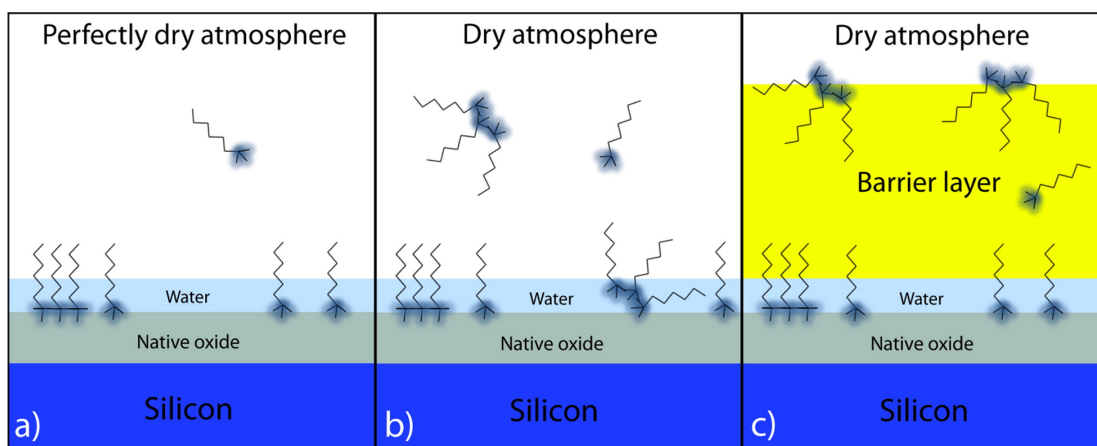 Perfectly dry atmosphere
Water
Native oxide
Silicon
a)
Dry atmosphere
Water
Native oxide
Silicon
b)
Dry atmosphere
Barrier layer
Water
Native oxide
Silicon
c)